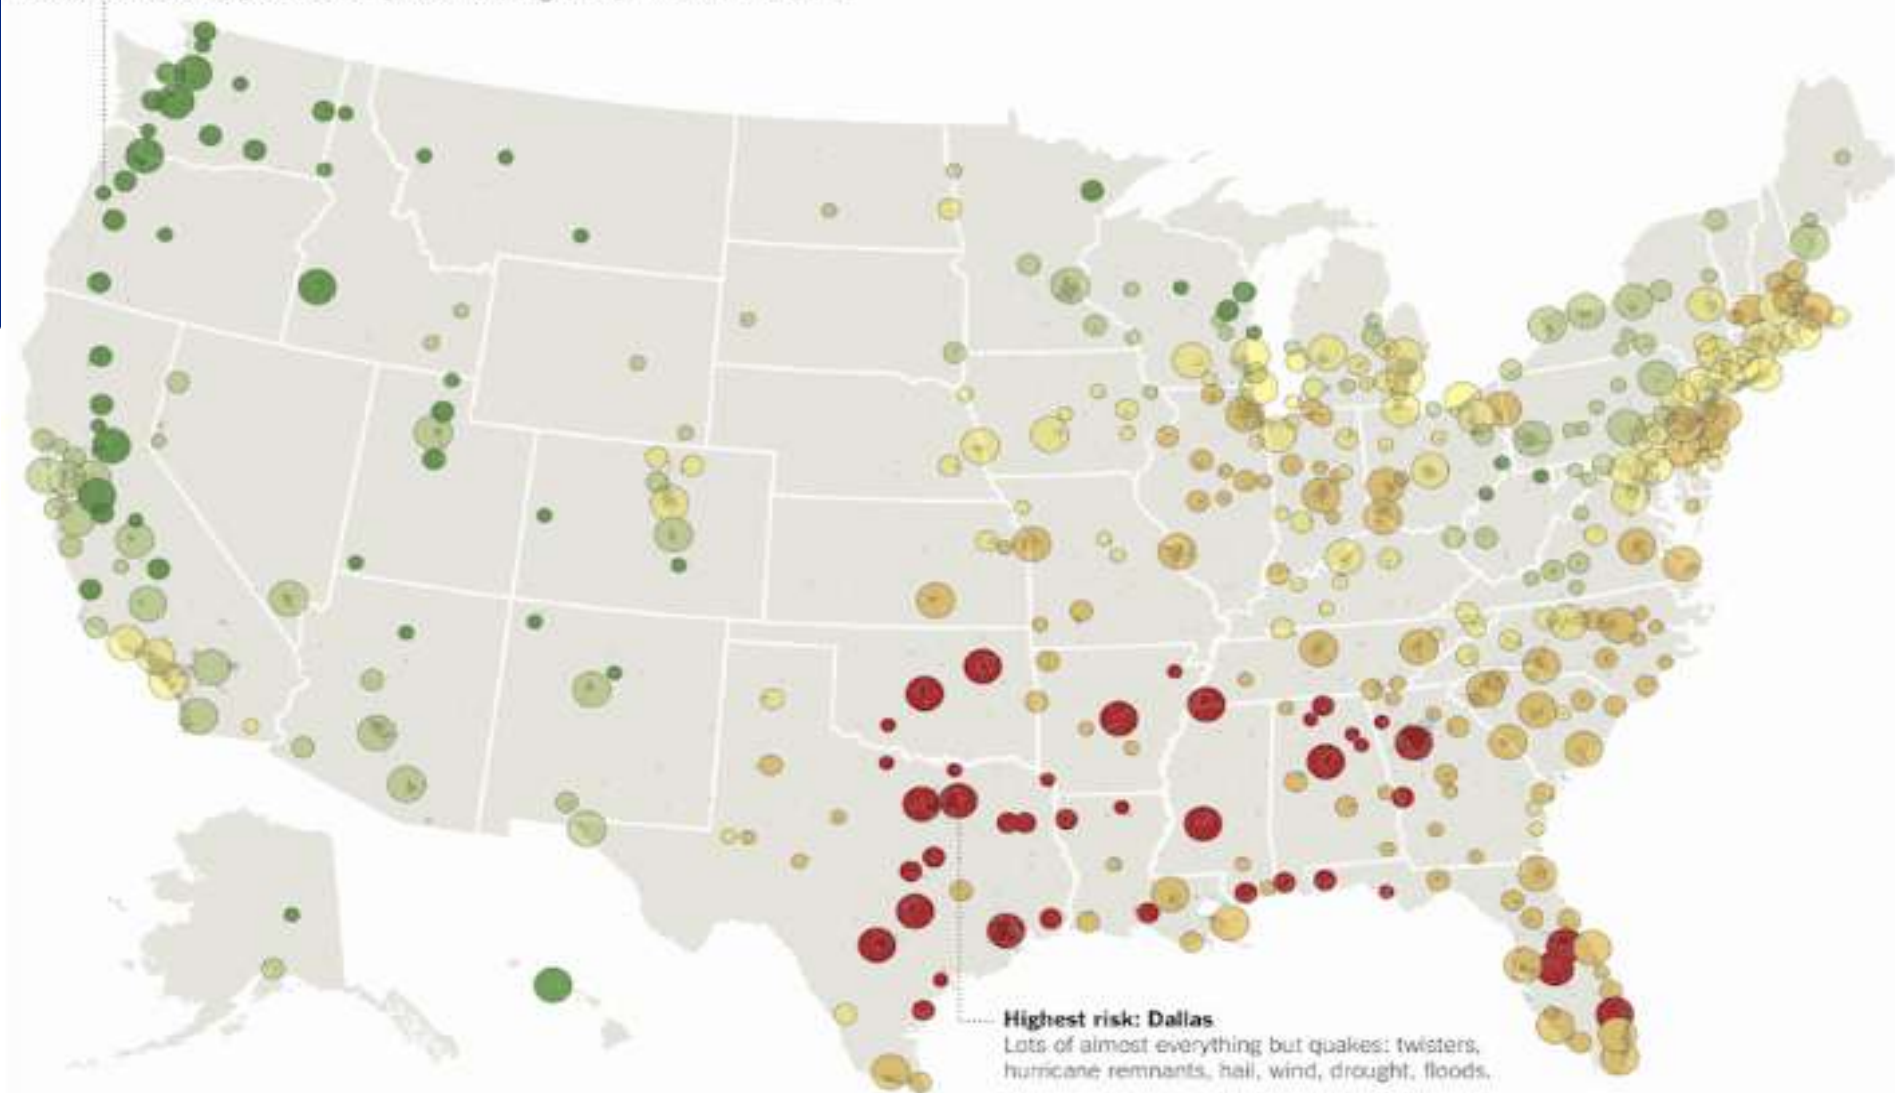 Highest risk: Dallas
Lots of almost everything but quakes: twisters,
hurricane remnants, hail, wind, drought, floods.